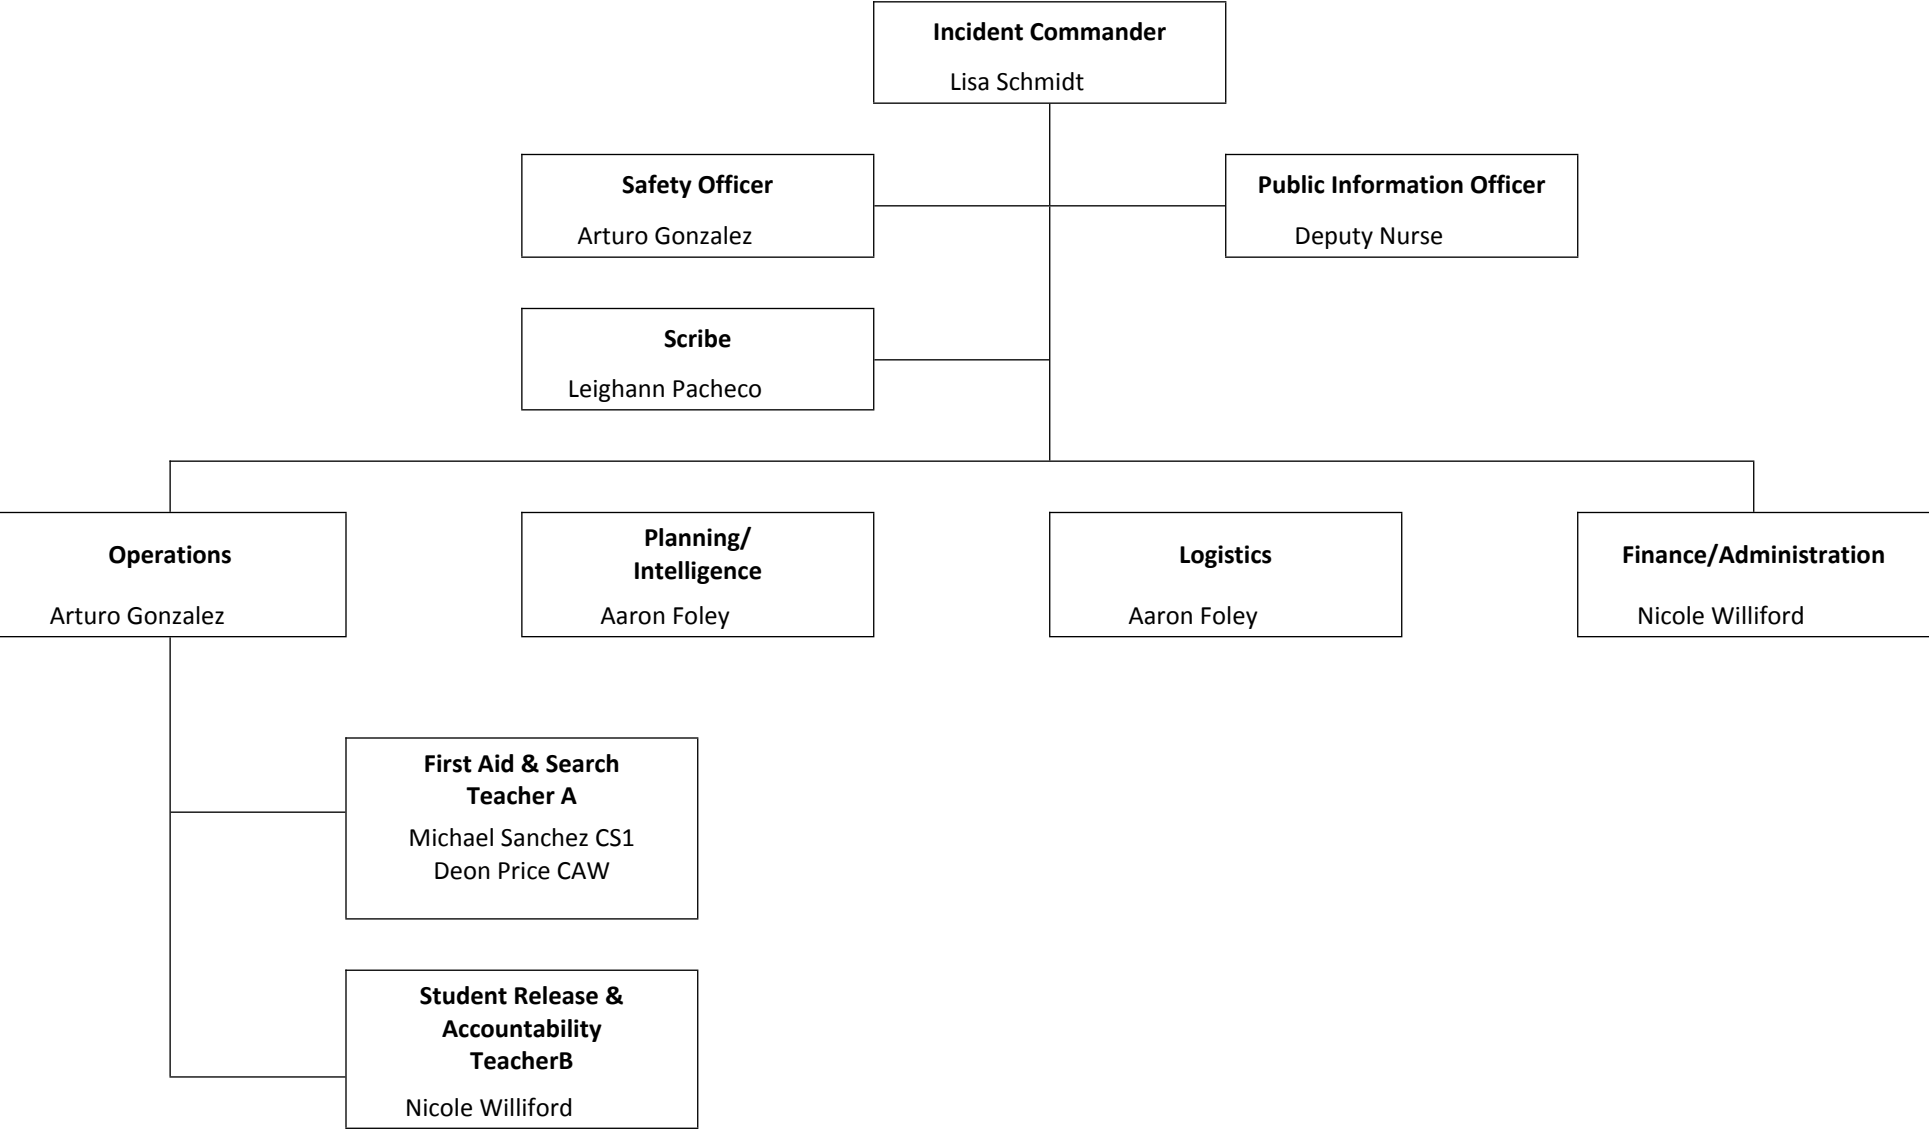 Incident Commander
Lisa Schmidt
Safety Officer
Arturo Gonzalez
Public Information Officer
Deputy Nurse
Scribe
Leighann Pacheco
Operations
Arturo Gonzalez
Planning/
Intelligence
Aaron Foley
Logistics
Aaron Foley
Finance/Administration
Nicole Williford
First Aid & Search
Teacher A
Michael Sanchez CS1
Deon Price CAW
Student Release &
Accountability
TeacherB
Nicole Williford